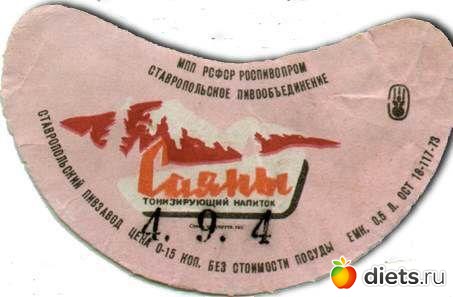 МПП РСФСР РОСПИВОПРОМ
СТАВРОПОЛЬСКОЕ ПИВООБЪЕДИНЕНИЕ
Саяны
ТОНИЗИРУЮЩИЙ НАПИТОК
4. 9. 4
СТАВРОПОЛЬСКИЙ ПИВЗАВОД ЦЕНА 0-15 КОП. БЕЗ СТОИМОСТИ ПОСУДЫ ЕМК. 0,5 Л. ОСТ 18-117-73
diets.ru